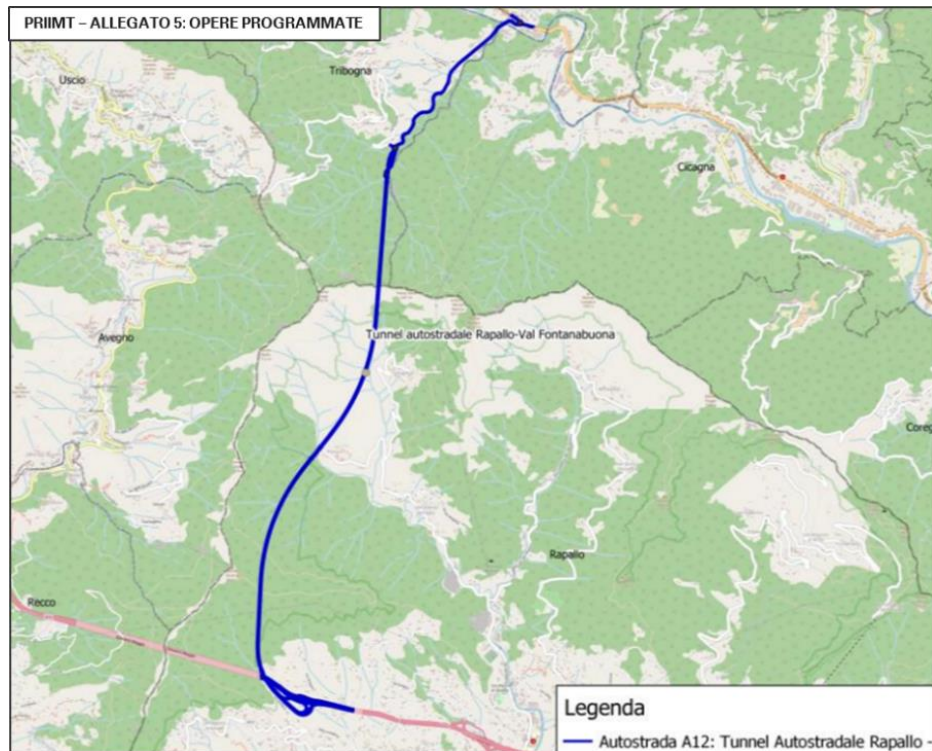 PRIIMT – ALLEGATO 5: OPERE PROGRAMMATE
Tribogna
Uscio
Cicagna
Tunnel autostradale Rapallo-Val Fontanabuona
Avegno
Coreg
Rapallo
Recco
Legenda
Autostrada A12: Tunnel Autostradale Rapallo -